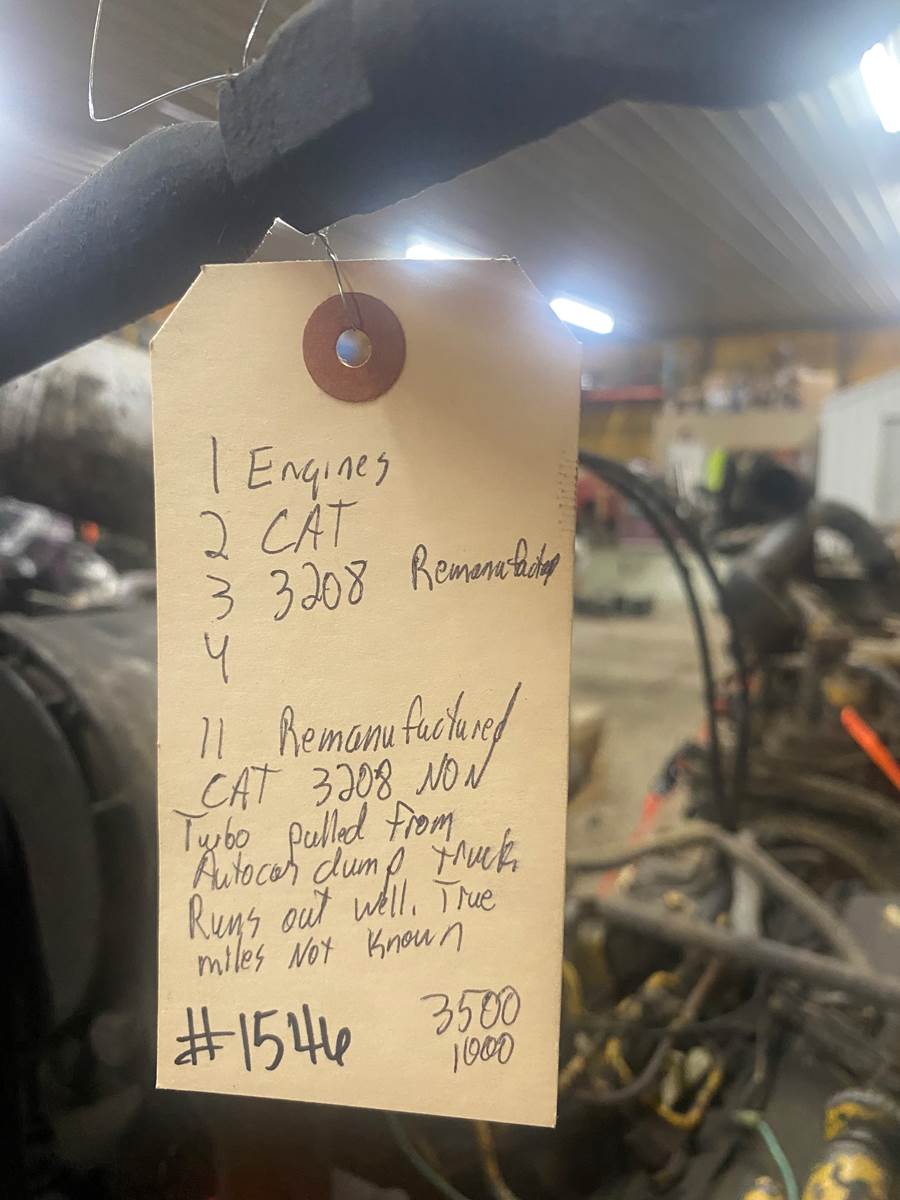 1 Engines
2 CAT
3 3208 Remanufactured
4
11 Remanufactured
CAT 3208 NON
Turbo pulled from
Autocar dump truck.
Runs out well. True
miles Not Known
#1546 3500
1000